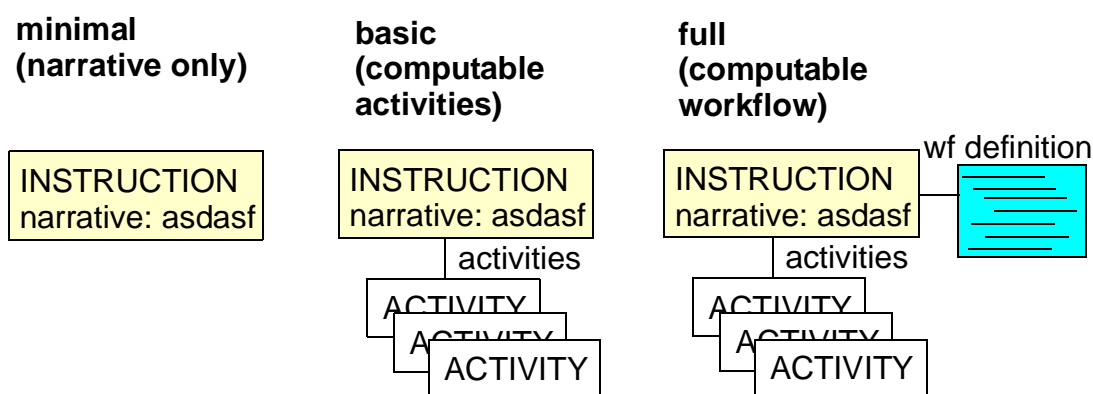 minimal
(narrative only)
basic
(computable
activities)
full
(computable
workflow)
INSTRUCTION
narrative: asdasf
INSTRUCTION
narrative: asdasf
activities
ACTIVITY
ACTIVITY
ACTIVITY
INSTRUCTION
narrative: asdasf
wf definition
activities
ACTIVITY
ACTIVITY
ACTIVITY